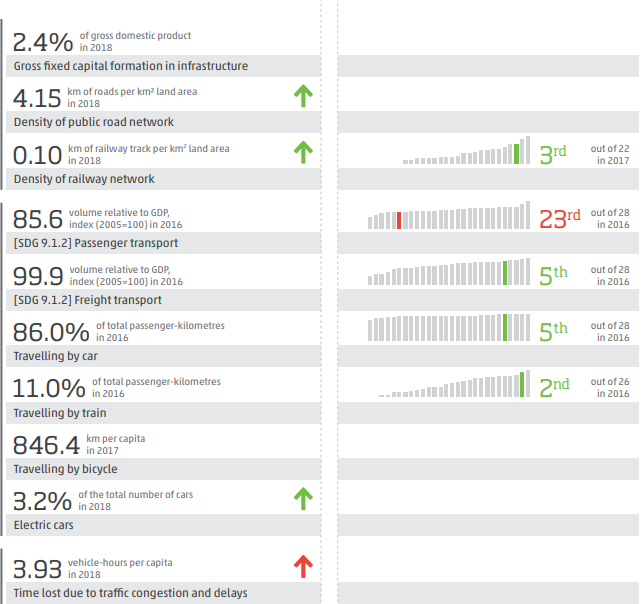 2.4% of gross domestic product
in 2018
Gross fixed capital formation in infrastructure
4.15 km of roads per km² land area
in 2018
Density of public road network
0.10 km of railway track per km² land area
in 2018
3rd out of 22
in 2017
Density of railway network
85.6 volume relative to GDP,
index (2005=100) in 2016
23rd out of 28
in 2016
[SDG 9.1.2] Passenger transport
99.9 volume relative to GDP,
index (2005=100) in 2016
5th out of 28
in 2016
[SDG 9.1.2] Freight transport
86.0% of total passenger-kilometres
in 2016
5th out of 28
in 2016
Travelling by car
11.0% of total passenger-kilometres
in 2016
2nd out of 26
in 2016
Travelling by train
846.4 km per capita
in 2017
Travelling by bicycle
3.2% of the total number of cars
in 2018
Electric cars
3.93 vehicle-hours per capita
in 2018
Time lost due to traffic congestion and delays